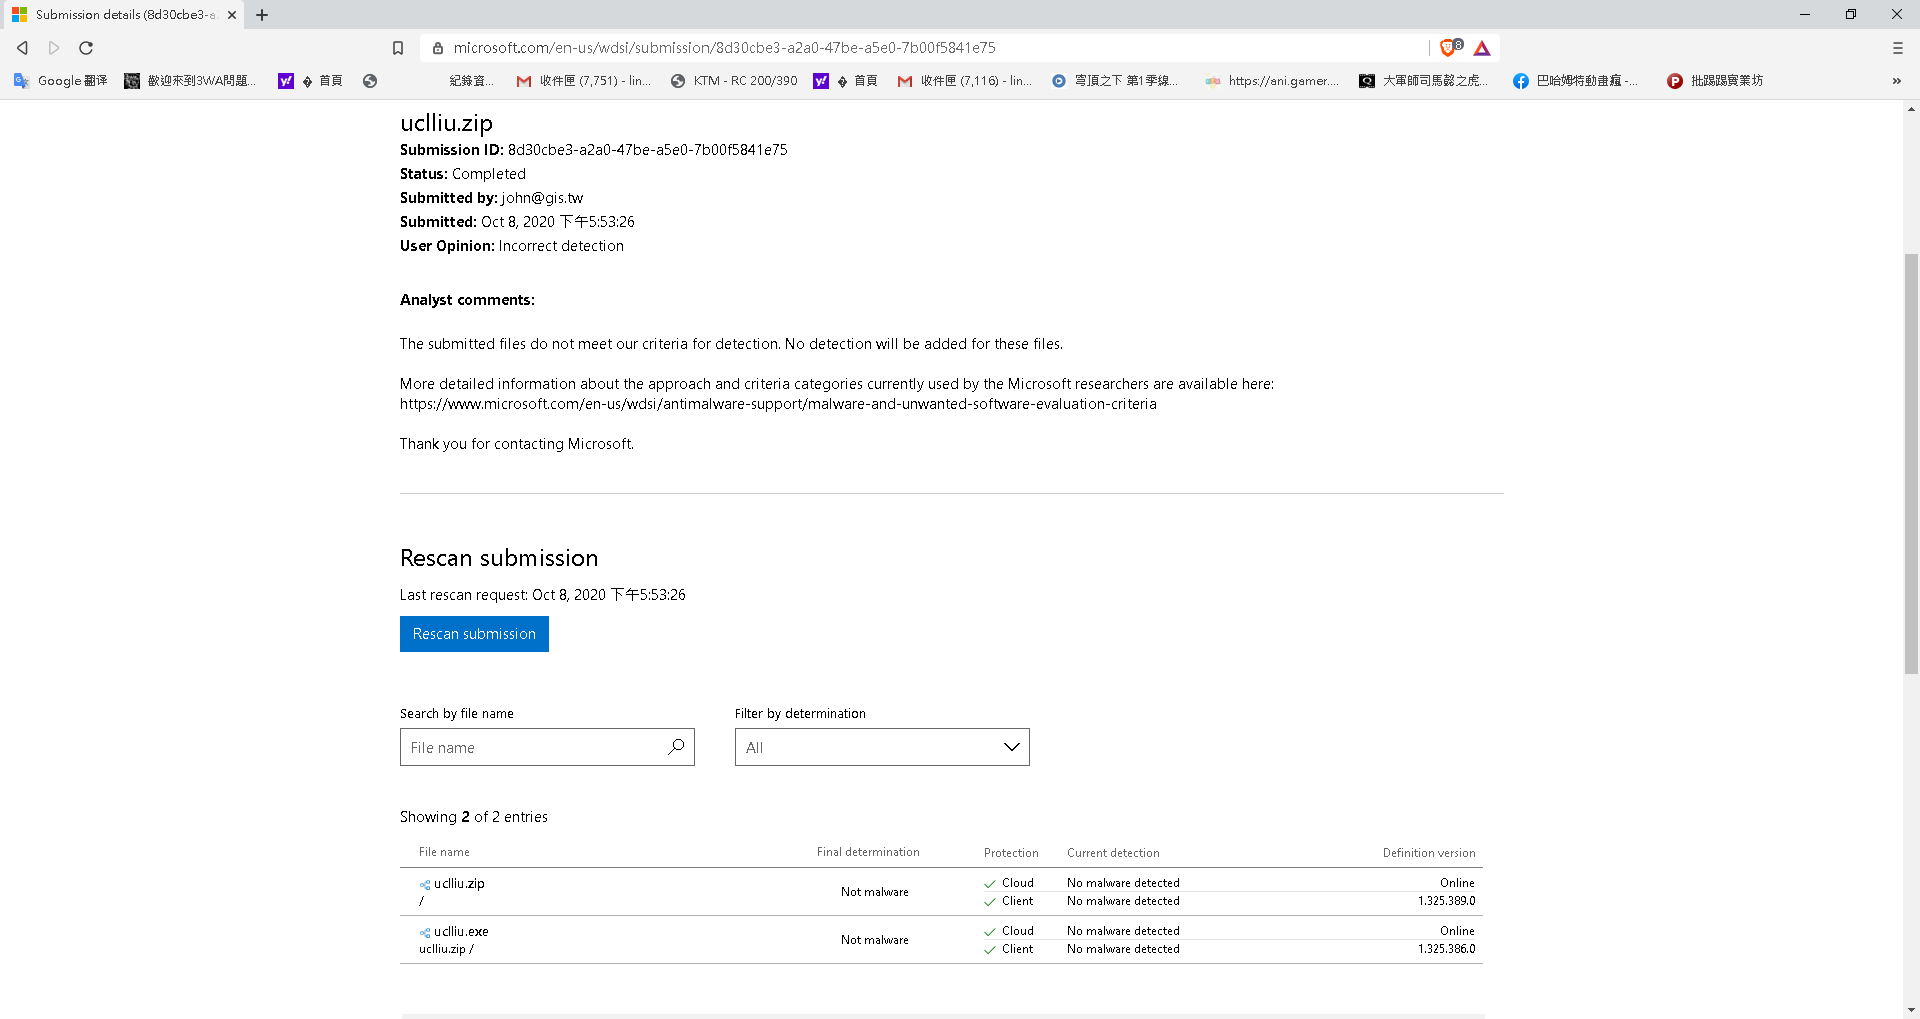 Submission details (8d30cbe3-a
microsoft.com/en-us/wdsi/submission/8d30cbe3-a2a0-47be-a5e0-7b00f5841e75
8
Google 翻译
歡迎來到3WA問題...
首頁
紀錄資...
收件匣 (7,751) - lin...
KTM - RC 200/390
首頁
收件匣 (7,116) - lin...
穹頂之下 第1季線...
https://ani.gamer....
大軍師司馬懿之虎...
巴哈姆特動畫瘋 -...
批踢踢實業坊
»
uclliu.zip
Submission ID: 8d30cbe3-a2a0-47be-a5e0-7b00f5841e75
Status: Completed
Submitted by: john@gis.tw
Submitted: Oct 8, 2020 下午5:53:26
User Opinion: Incorrect detection
Analyst comments:
The submitted files do not meet our criteria for detection. No detection will be added for these files.
More detailed information about the approach and criteria categories currently used by the Microsoft researchers are available here:
https://www.microsoft.com/en-us/wdsi/antimalware-support/malware-and-unwanted-software-evaluation-criteria
Thank you for contacting Microsoft.
Rescan submission
Last rescan request: Oct 8, 2020 下午5:53:26
Rescan submission
Search by file name
Filter by determination
File name
All
Showing 2 of 2 entries
File name Final determination Protection Current detection Definition version
uclliu.zip
/
Not malware
Cloud No malware detected Online
Client No malware detected 1.325.389.0
uclliu.exe
uclliu.zip /
Not malware
Cloud No malware detected Online
Client No malware detected 1.325.386.0